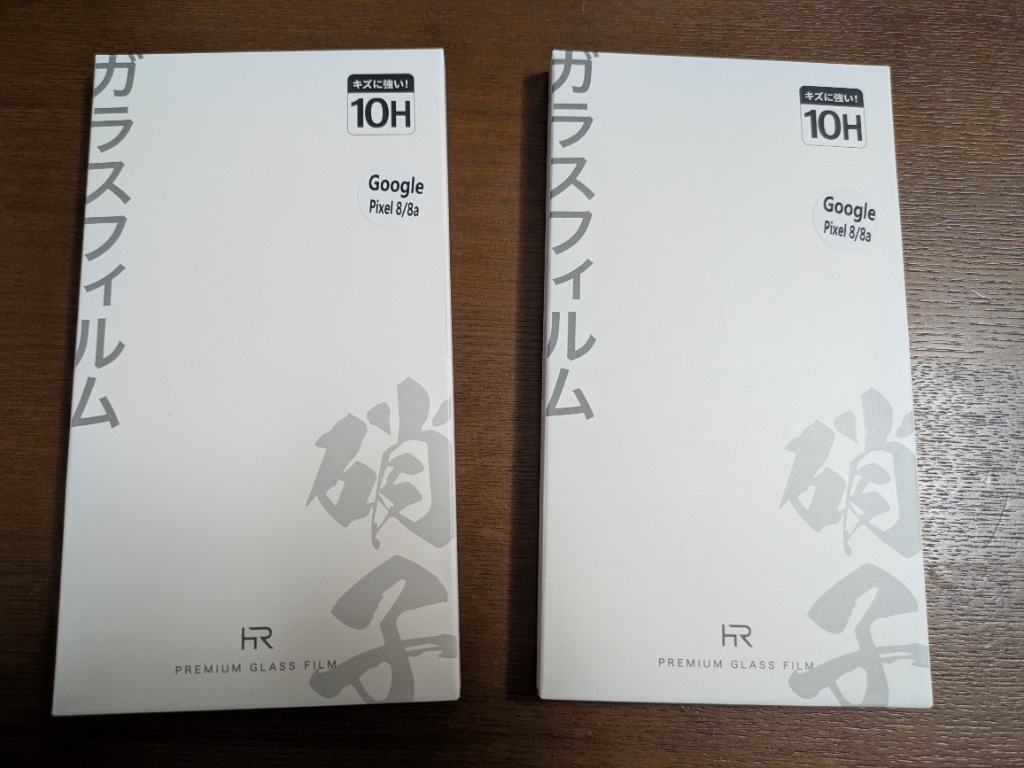 ガラスフィルム
キズに強い!
10H
Google
Pixel 8/8a
硝子
HR
PREMIUM GLASS FILM
ガラスフィルム
キズに強い!
10H
Google
Pixel 8/8a
硝子
HR
PREMIUM GLASS FILM